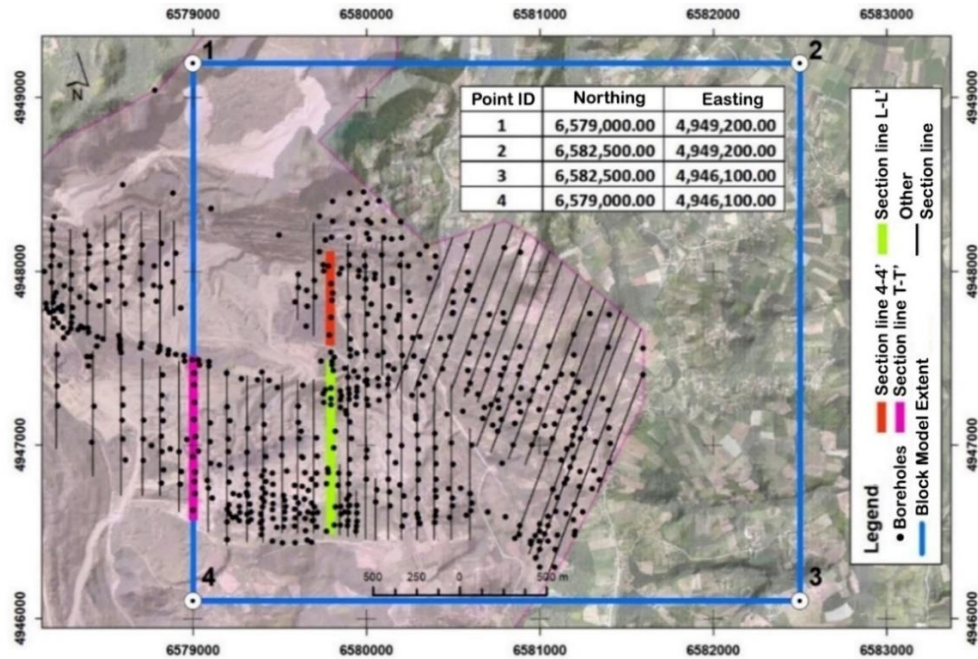 6579000 6580000 6581000 6582000 6583000
1 2
N
4949000 4949000
Point ID Northing Easting
1 6,579,000.00 4,949,200.00
2 6,582,500.00 4,949,200.00
3 6,582,500.00 4,946,100.00
4 6,579,000.00 4,946,100.00
4948000 4948000
4947000 4947000
4946000 4946000
Legend
Boreholes
Block Model Extent
Section line 4-4'
Section line T-T'
Section line L-L'
Other
Section line
4 3
500 250 0 500 m
6579000 6580000 6581000 6582000 6583000